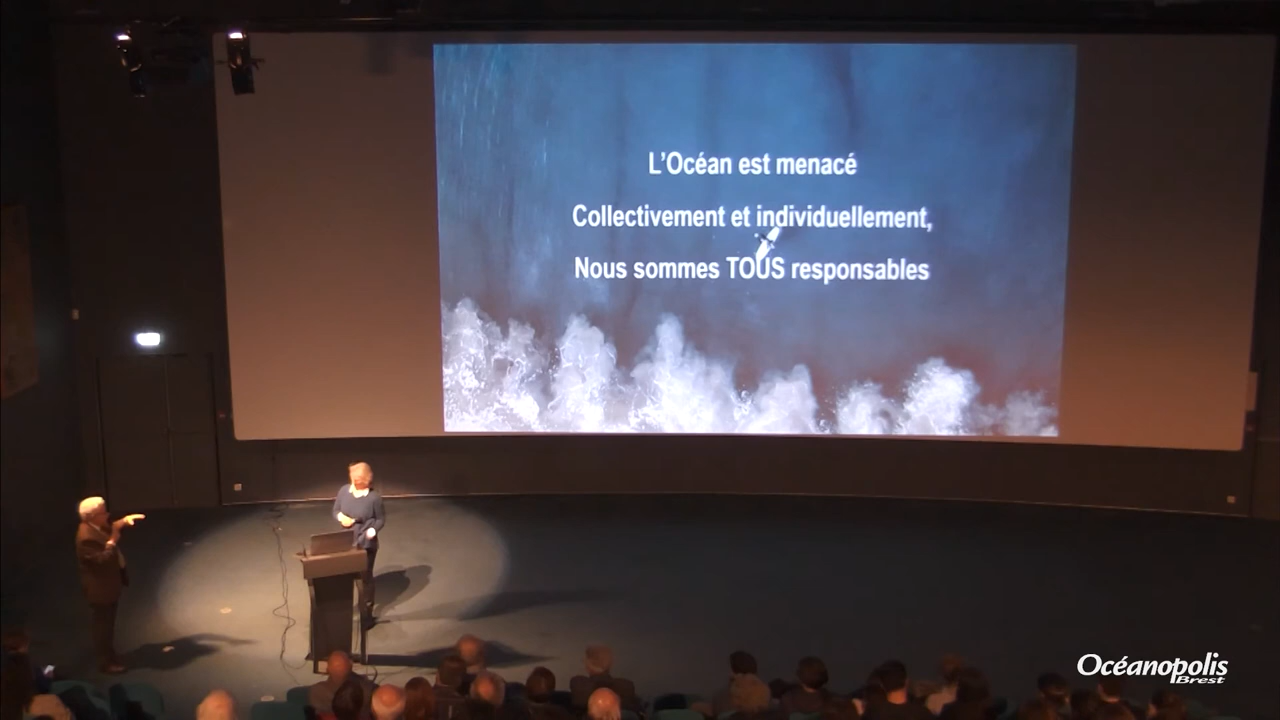 L'Océan est menacé
Collectivement et individuellement,
Nous sommes TOUS responsables
Océanopolis
Brest